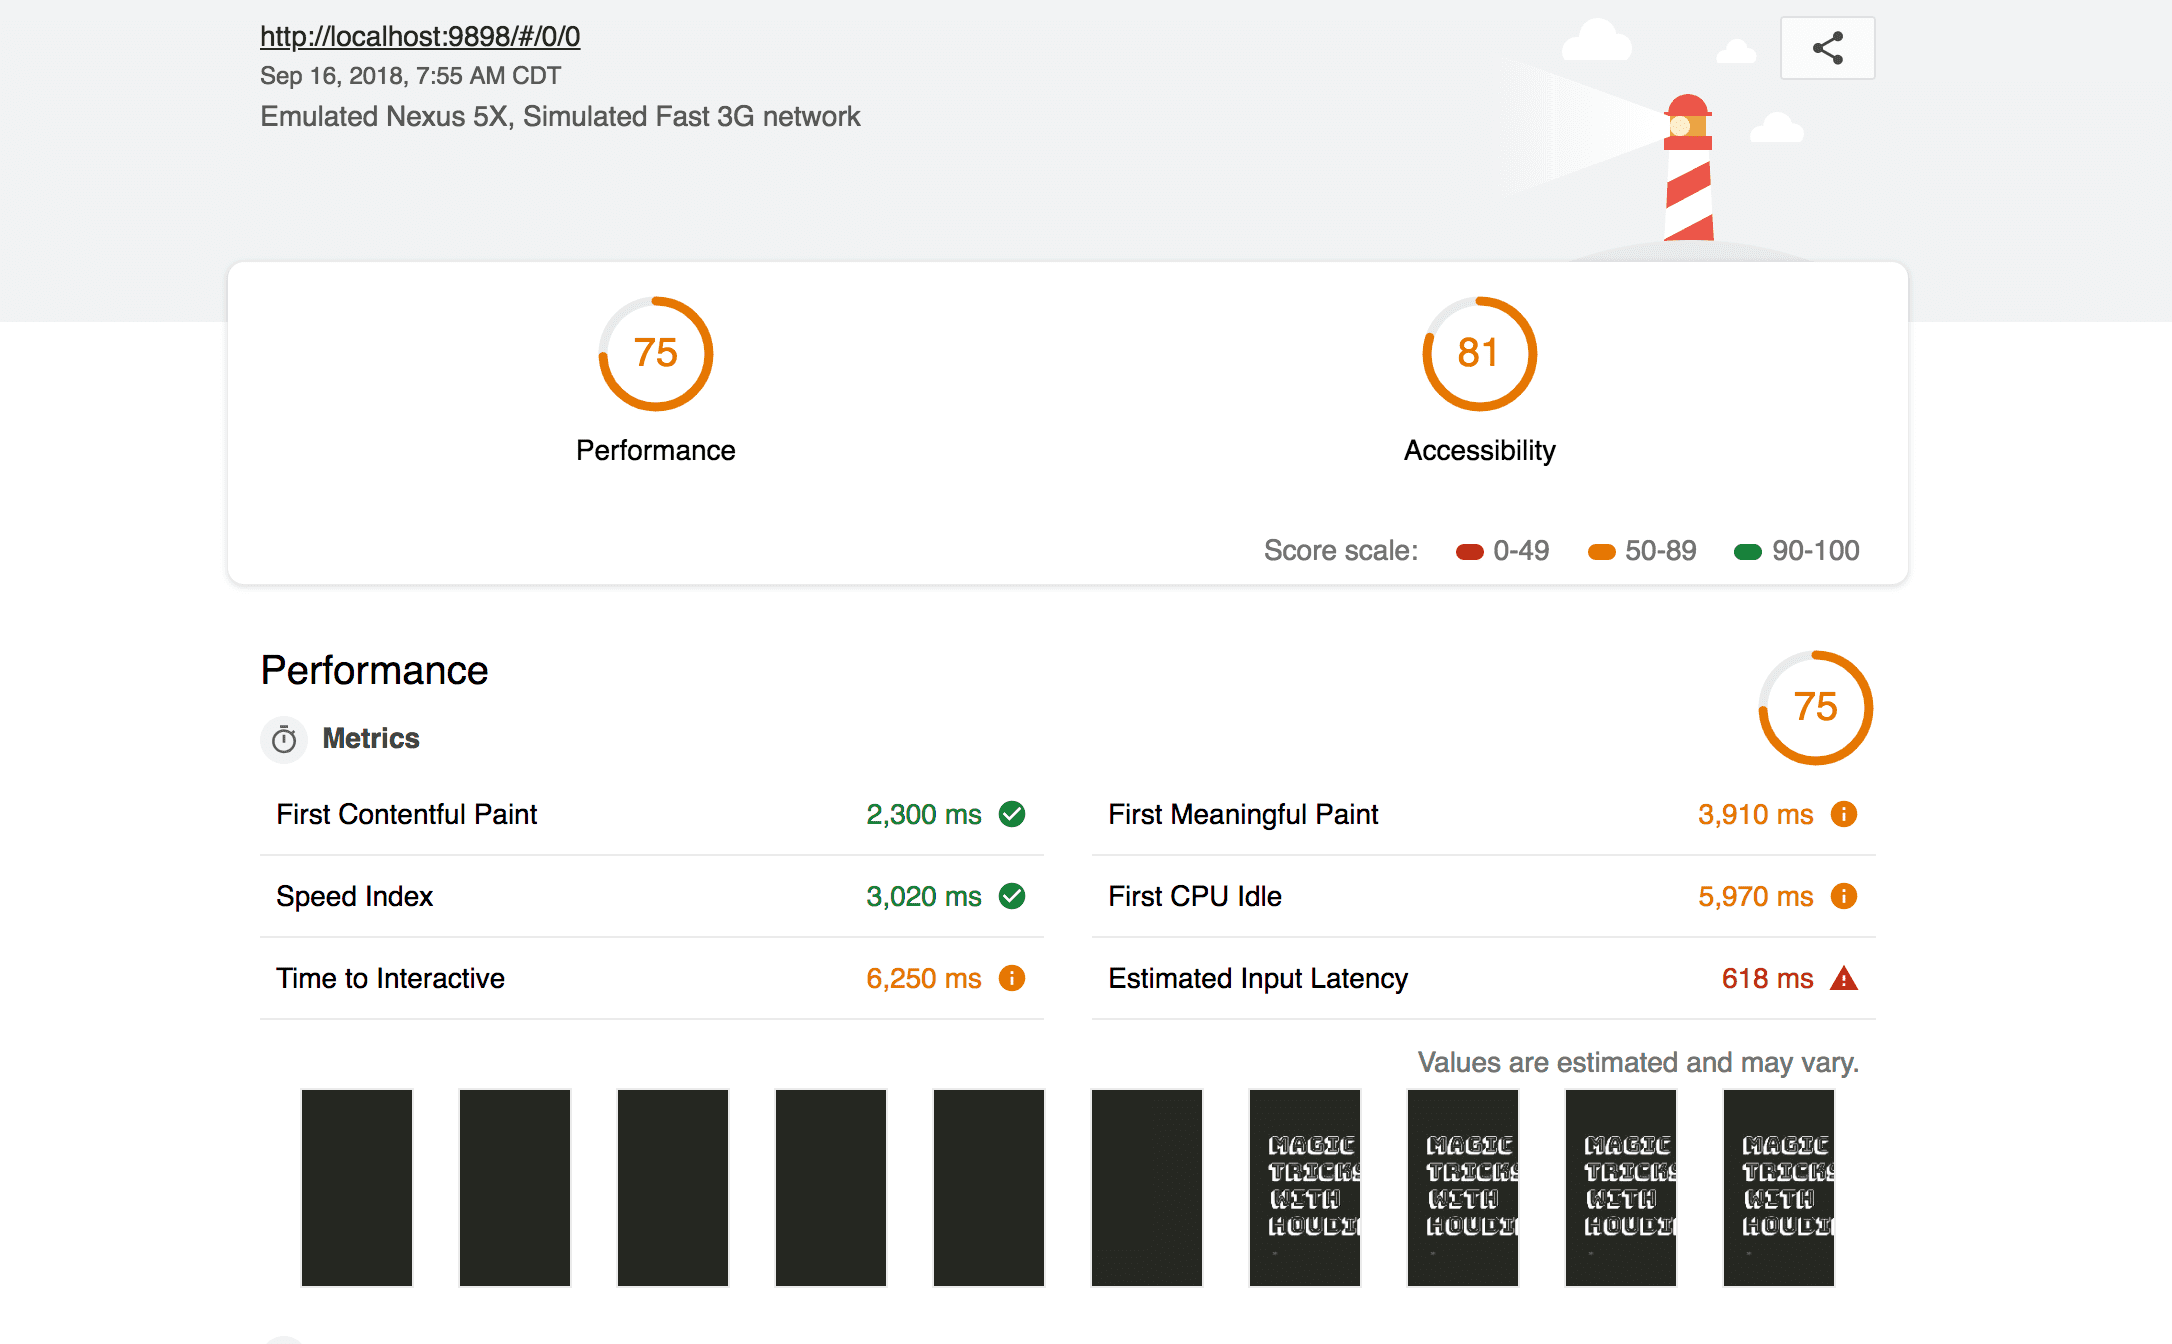 http://localhost:9898/#/0/0
Sep 16, 2018, 7:55 AM CDT
Emulated Nexus 5X, Simulated Fast 3G network
75
Performance
81
Accessibility
Score scale: 0-49 50-89 90-100
Performance
75
Metrics
First Contentful Paint 2,300 ms
First Meaningful Paint 3,910 ms
Speed Index 3,020 ms
First CPU Idle 5,970 ms
Time to Interactive 6,250 ms
Estimated Input Latency 618 ms
Values are estimated and may vary.
MAGIC MAGIC MAGIC MAGIC
TRICKS TRICKS TRICKS TRICKS
WITH WITH WITH WITH
HOUDI HOUDI HOUDI HOUDI